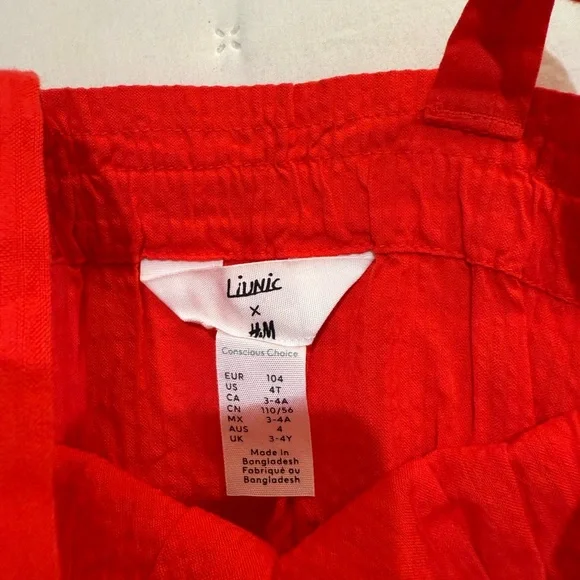 LiUNiC
x
H&M
Conscious Choice
EUR 104
US 4T
CA 3-4A
CN 110/56
MX 3-4A
AUS 4
UK 3-4Y
Made in
Bangladesh
Fabriqué au
Bangladesh